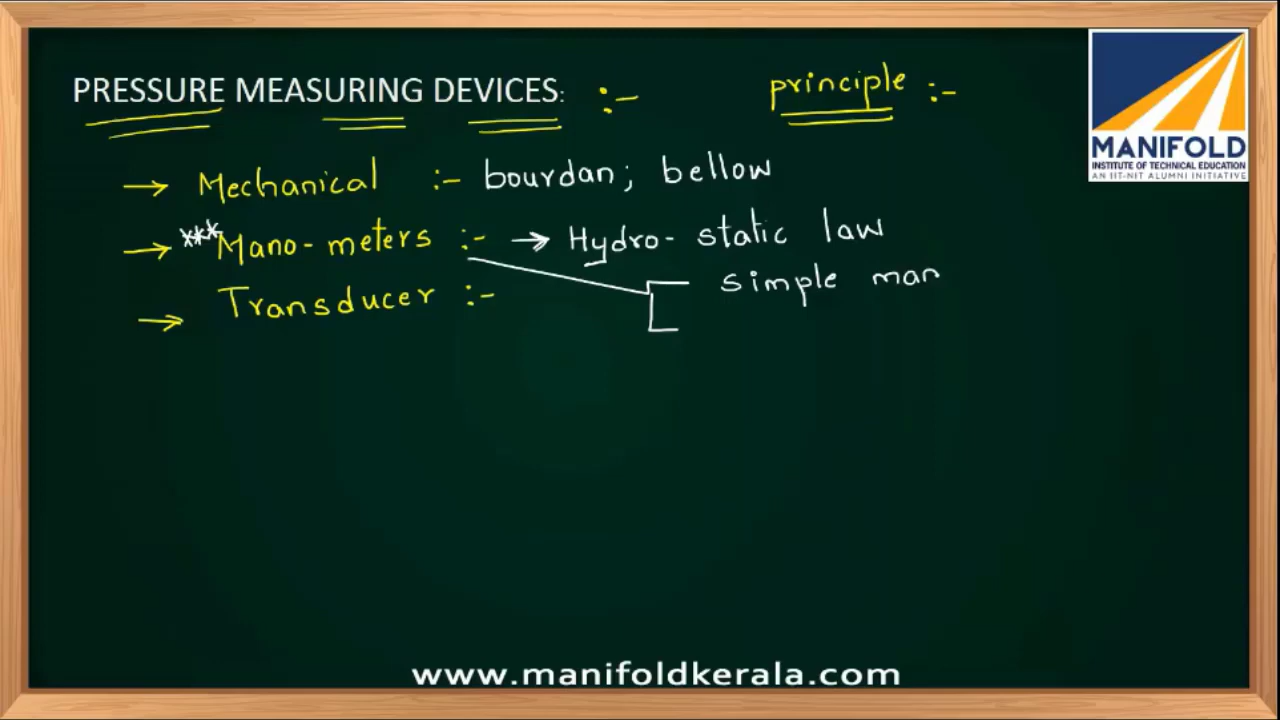 PRESSURE MEASURING DEVICES: :-
principle :-
MANIFOLD
INSTITUTE OF TECHNICAL EDUCATION
AN IIT-NIT ALUMNI INITIATIVE
→ Mechanical :- bourdan; bellow
→ ***Mano-meters :- → Hydro-static law
simple man
→ Transducer :-
www.manifoldkerala.com